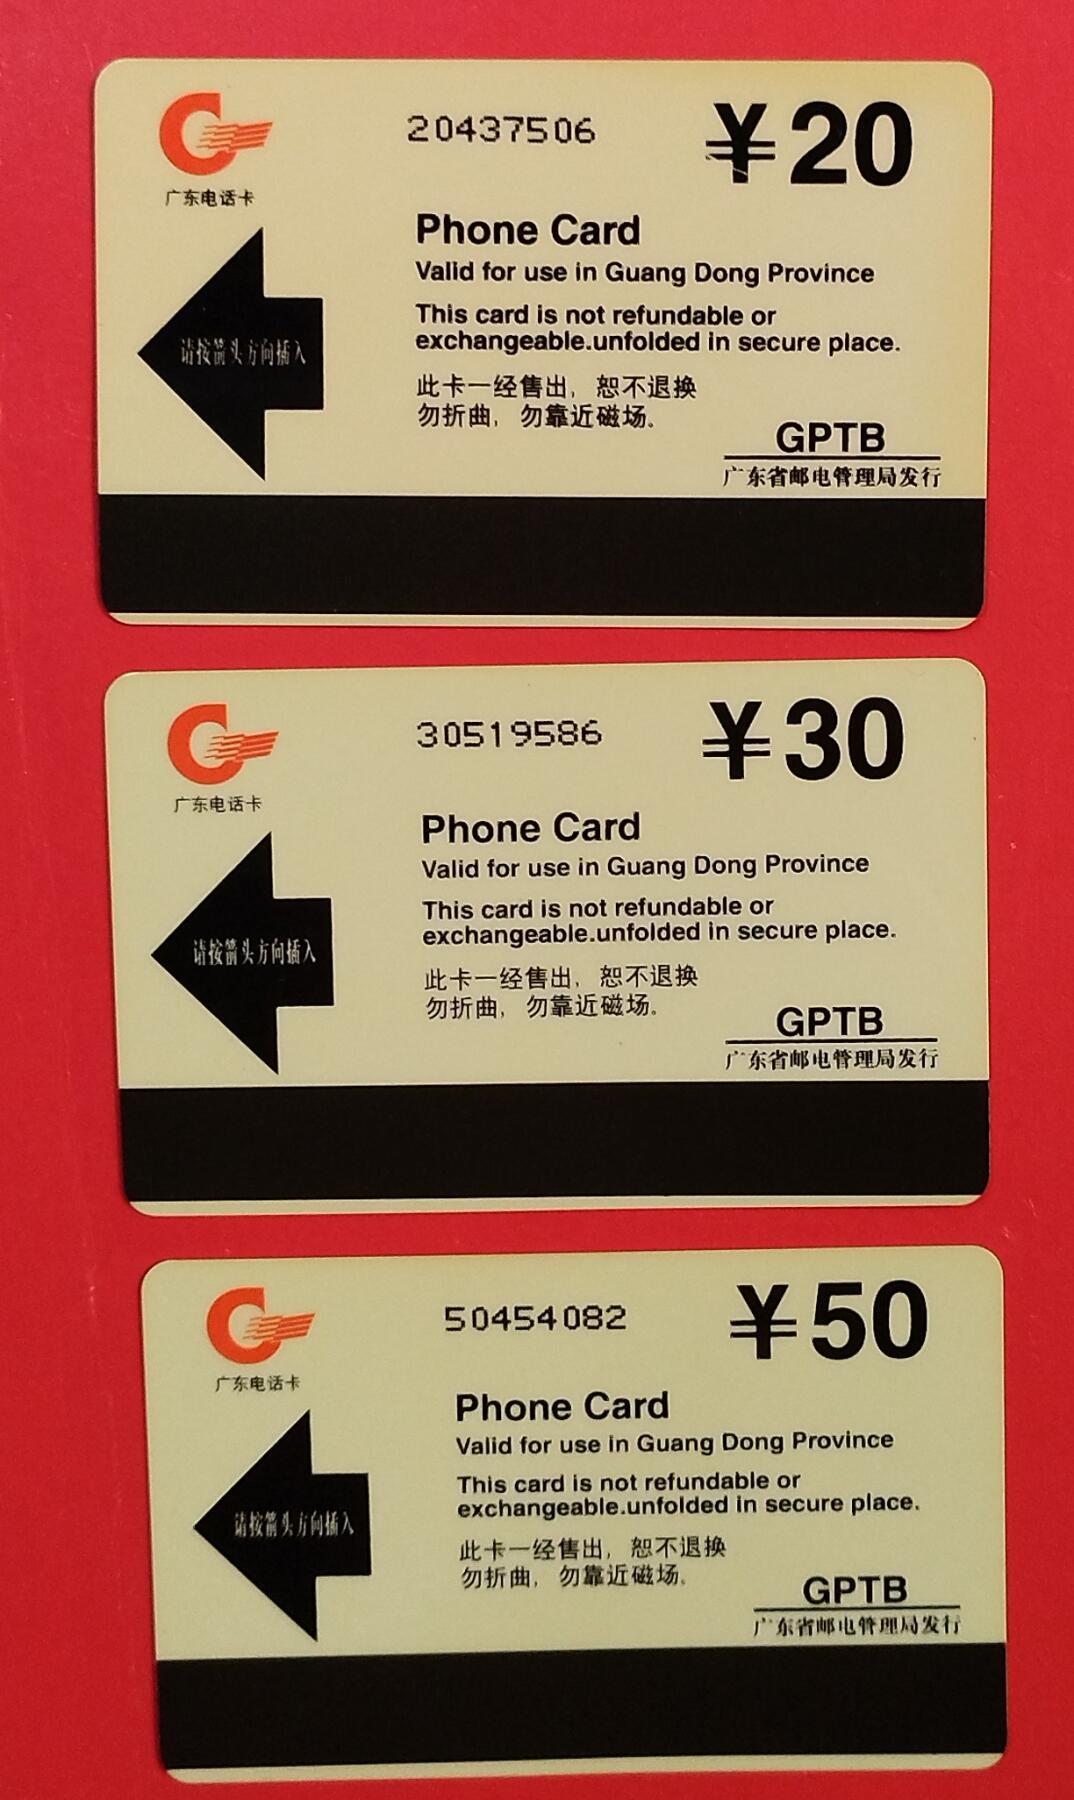 20437506
¥20
广东电话卡
Phone Card
Valid for use in Guang Dong Province
This card is not refundable or
exchangeable.unfolded in secure place.
请按箭头方向插入
此卡一经售出，恕不退换
勿折曲，勿靠近磁场。
GPTB
广东省邮电管理局发行
30519586
¥30
广东电话卡
Phone Card
Valid for use in Guang Dong Province
This card is not refundable or
exchangeable.unfolded in secure place.
请按箭头方向插入
此卡一经售出，恕不退换
勿折曲，勿靠近磁场。
GPTB
广东省邮电管理局发行
50454082
¥50
广东电话卡
Phone Card
Valid for use in Guang Dong Province
This card is not refundable or
exchangeable.unfolded in secure place.
请按箭头方向插入
此卡一经售出，恕不退换
勿折曲，勿靠近磁场。
GPTB
广东省邮电管理局发行